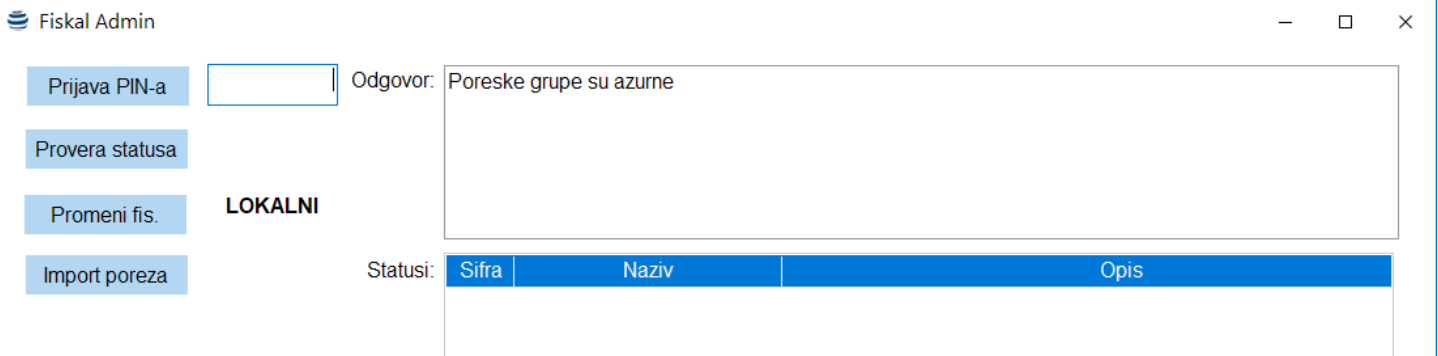 Fiskal Admin
Prijava PIN-a
Odgovor:
Poreske grupe su azurne
Provera statusa
Promeni fis.
LOKALNI
Import poreza
Statusi:
Sifra Naziv Opis